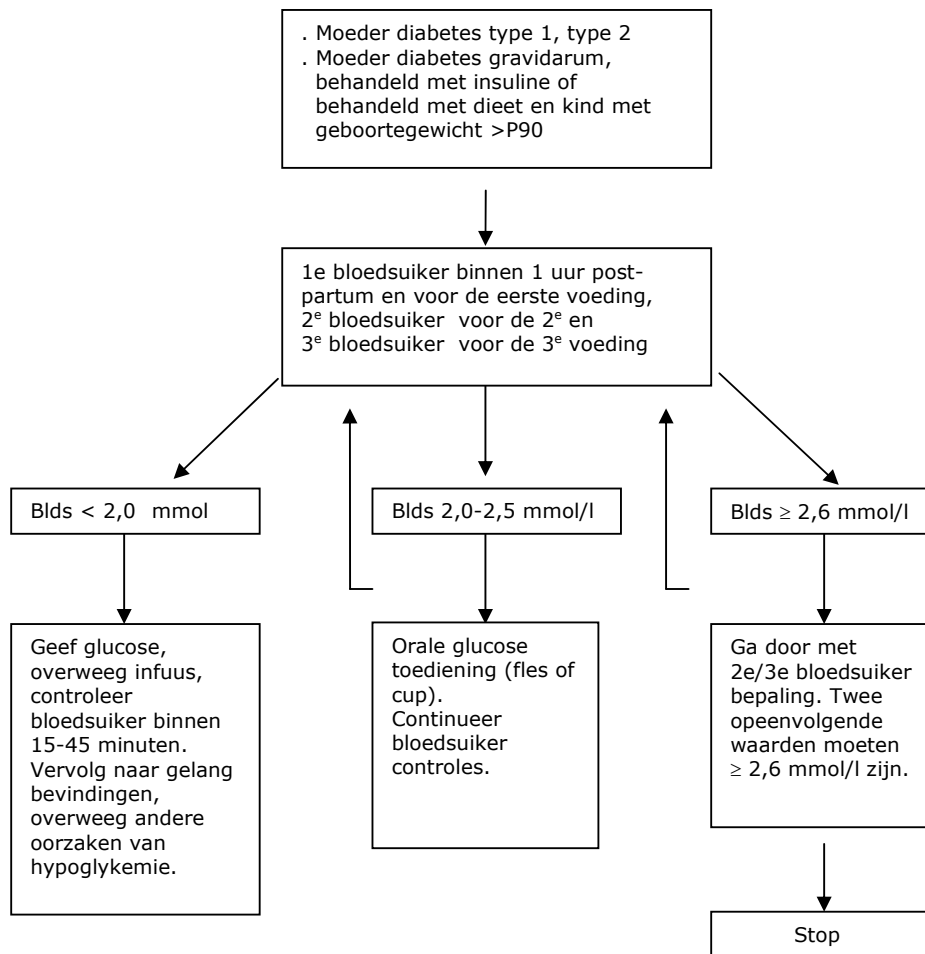 . Moeder diabetes type 1, type 2
. Moeder diabetes gravidarum,
behandeld met insuline of
behandeld met dieet en kind met
geboortegewicht >P90
1e bloedsuiker binnen 1 uur post-
partum en voor de eerste voeding,
2e bloedsuiker voor de 2e en
3e bloedsuiker voor de 3e voeding
Blds < 2,0 mmol
Blds 2,0-2,5 mmol/l
Blds ≥ 2,6 mmol/l
Geef glucose,
overweeg infuus,
controleer
bloedsuiker binnen
15-45 minuten.
Vervolg naar gelang
bevindingen,
overweeg andere
oorzaken van
hypoglykemie.
Orale glucose
toediening (fles of
cup).
Continueer
bloedsuiker
controles.
Ga door met
2e/3e bloedsuiker
bepaling. Twee
opeenvolgende
waarden moeten
≥ 2,6 mmol/l zijn.
Stop